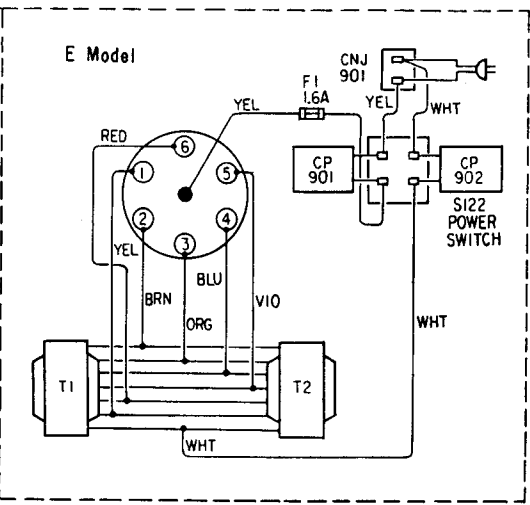 E Model
CNJ
901
F1
1.6A
YEL
YEL
WHT
RED
6
1
5
CP
901
CP
902
2
4
3
S122
POWER
SWITCH
YEL
BLU
BRN
ORG
VIO
WHT
T1
T2
WHT